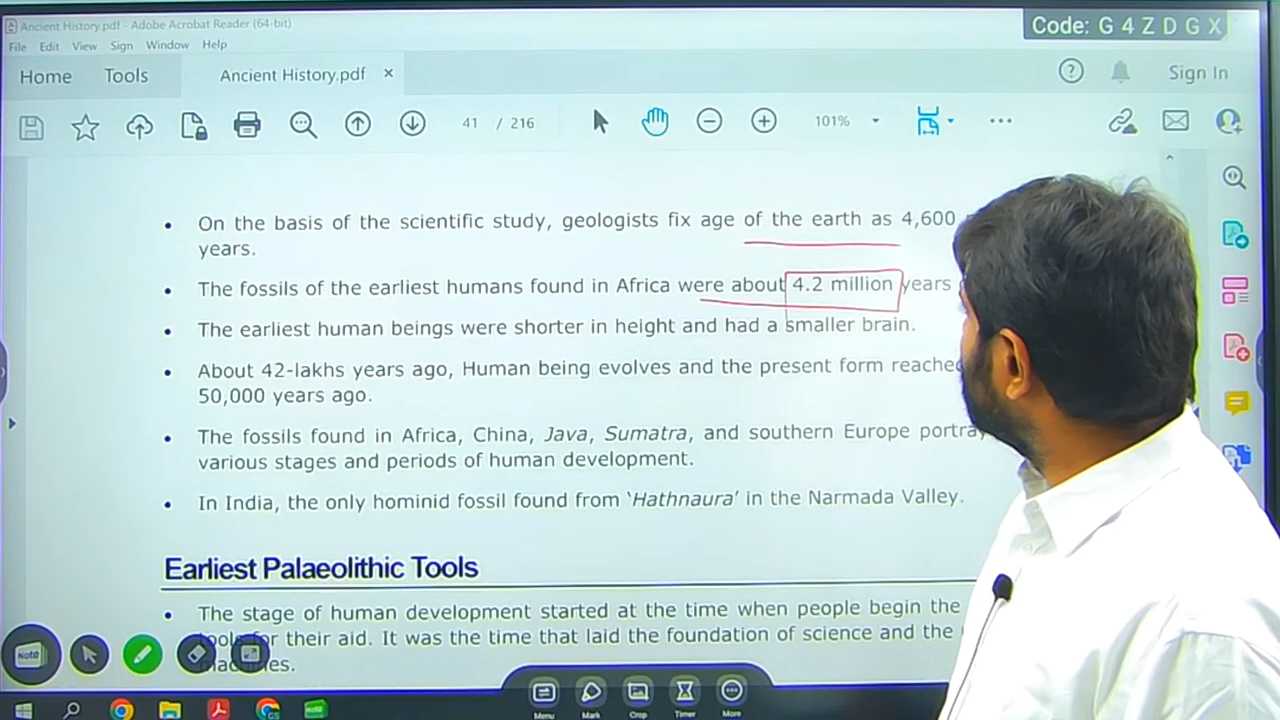 Ancient History.pdf - Adobe Acrobat Reader (64-bit)
Code: G 4 Z D G X
File Edit View Sign Window Help
Home Tools Ancient History.pdf × Sign In
41 / 216 101%
• On the basis of the scientific study, geologists fix age of the earth as 4,600
years.
• The fossils of the earliest humans found in Africa were about 4.2 million years
• The earliest human beings were shorter in height and had a smaller brain.
• About 42-lakhs years ago, Human being evolves and the present form reached
50,000 years ago.
• The fossils found in Africa, China, Java, Sumatra, and southern Europe portray
various stages and periods of human development.
• In India, the only hominid fossil found from ‘Hathnaura’ in the Narmada Valley.
Earliest Palaeolithic Tools
• The stage of human development started at the time when people begin the
tools for their aid. It was the time that laid the foundation of science and the
machines.
Note
Menu Mark Crop Timer More